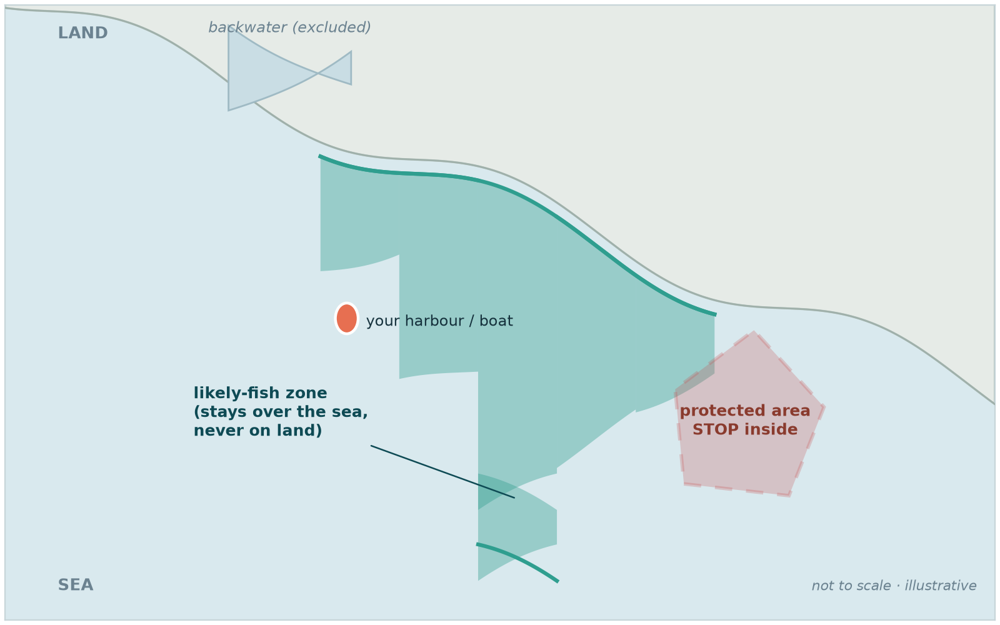 LAND
backwater (excluded)
your harbour / boat
likely-fish zone
(stays over the sea,
never on land)
protected area
STOP inside
SEA
not to scale · illustrative